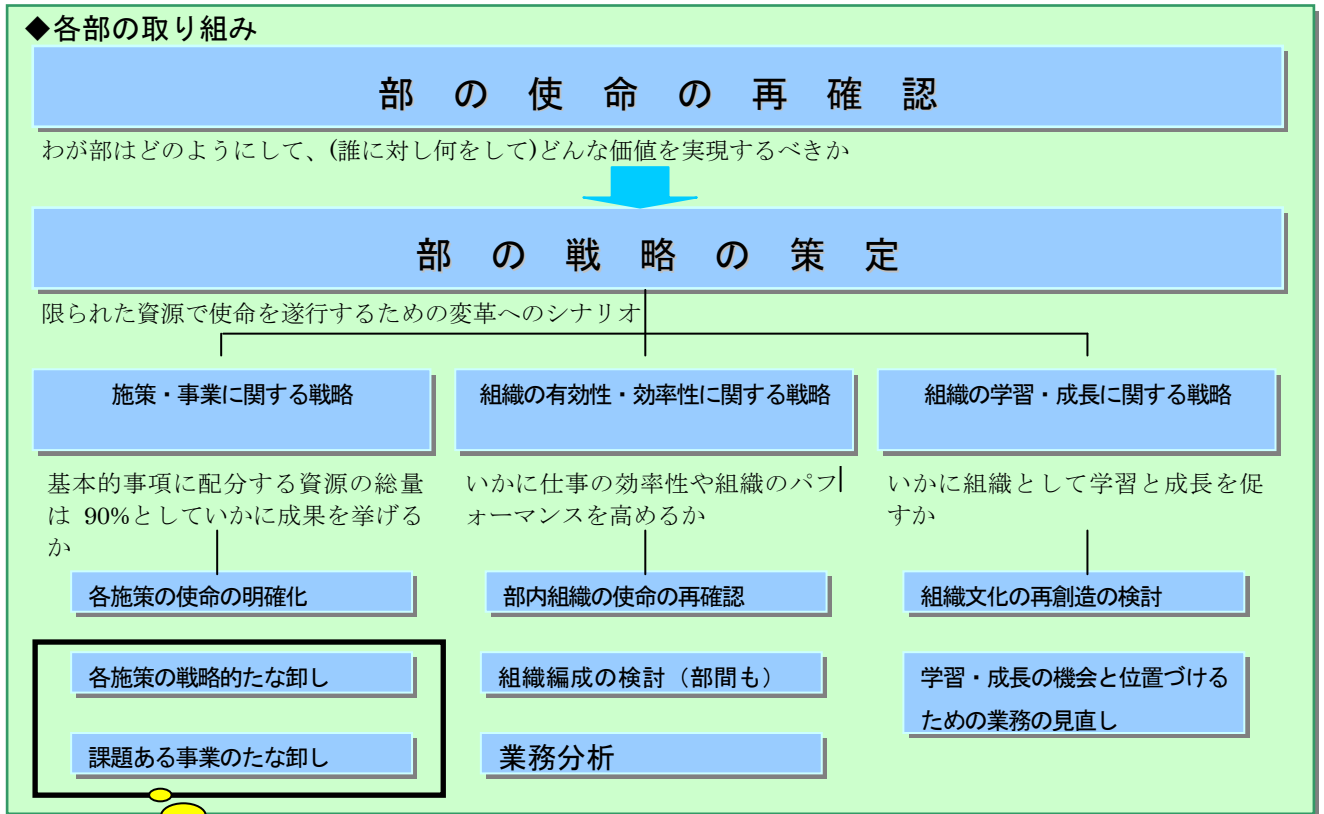 ◆各部の取り組み
部の使命の再確認
わが部はどのようにして、(誰に対し何をして)どんな価値を実現するべきか
部の戦略の策定
限られた資源で使命を遂行するための変革へのシナリオ
施策・事業に関する戦略
基本的事項に配分する資源の総量
は 90%としていかに成果を挙げる
か
各施策の使命の明確化
各施策の戦略的たな卸し
課題ある事業のたな卸し
組織の有効性・効率性に関する戦略
いかに仕事の効率性や組織のパフ
ォーマンスを高めるか
部内組織の使命の再確認
組織編成の検討（部間も）
業務分析
組織の学習・成長に関する戦略
いかに組織として学習と成長を促
すか
組織文化の再創造の検討
学習・成長の機会と位置づける
ための業務の見直し